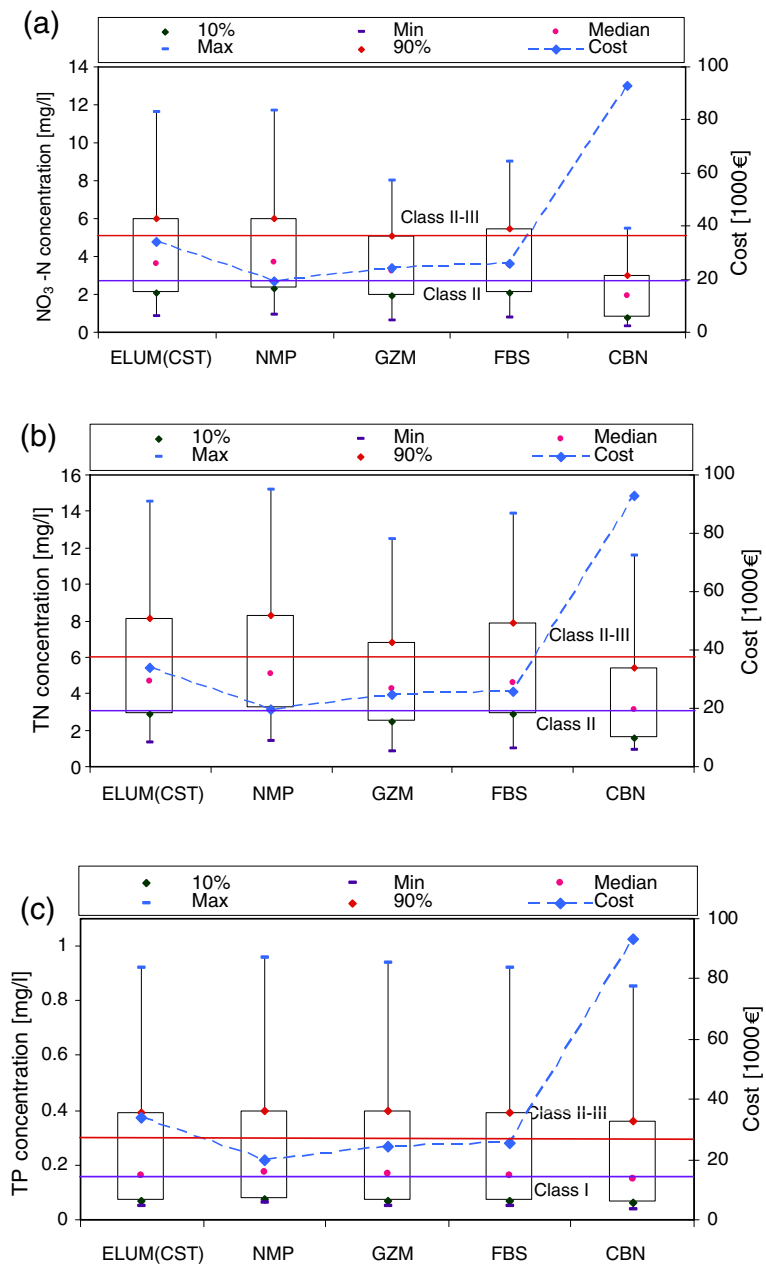 (a)
10% Min Median
Max 90% Cost
NO3-N concentration [mg/l]
14
12
10
8
6
4
2
0
Class II-III
Class II
100
80
60
40
20
0
Cost [1000€]
ELUM(CST) NMP GZM FBS CBN
(b)
10% Min Median
Max 90% Cost
TN concentration [mg/l]
16
14
12
10
8
6
4
2
0
Class II-III
Class II
100
80
60
40
20
0
Cost [1000€]
ELUM(CST) NMP GZM FBS CBN
(c)
10% Min Median
Max 90% Cost
TP concentration [mg/l]
1
0.8
0.6
0.4
0.2
0
Class II-III
Class I
100
80
60
40
20
0
Cost [1000€]
ELUM(CST) NMP GZM FBS CBN